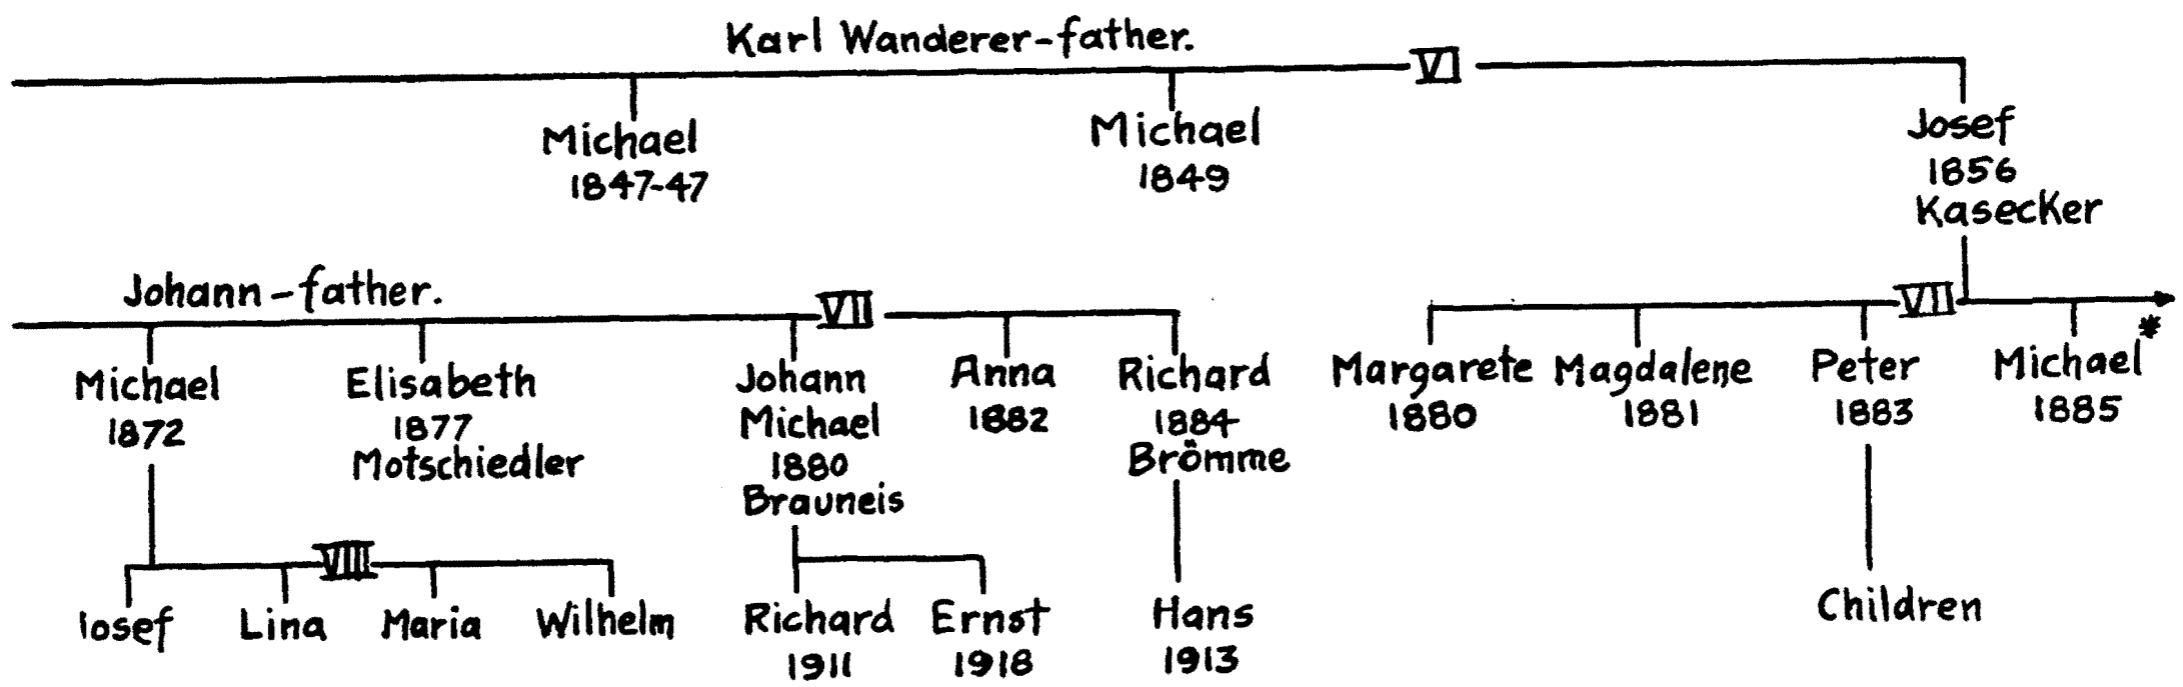 Karl Wanderer-father.
VI
Michael
1847-47
Michael
1849
Josef
1856
Kasecker
Johann-father.
VII
VII
Michael
1872
Elisabeth
1877
Motschiedler
Johann
Michael
1880
Brauneis
Anna
1882
Richard
1884
Brömme
Margarete
1880
Magdalene
1881
Peter
1883
Michael*
1885
VIII
Iosef
Lina
Maria
Wilhelm
Richard
1911
Ernst
1918
Hans
1913
Children